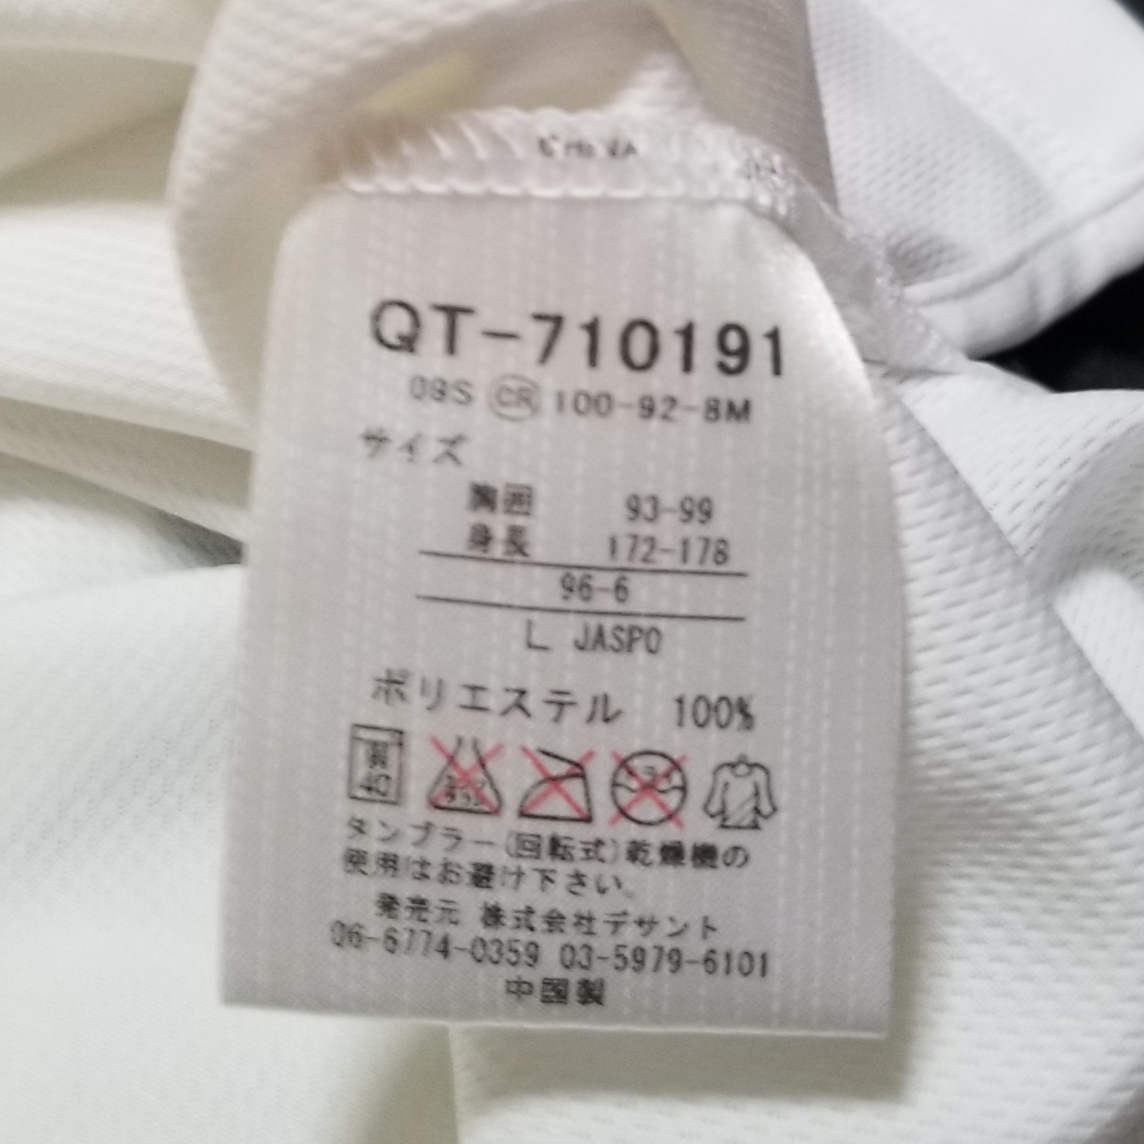 CHINA
QT-710191
09S CR 100-92-8M
サイズ
胸囲 93-99
身長 172-178
96-6
L JASPO
ポリエステル 100%
弱 40
タンブラー(回転式)乾燥機の
使用はお避け下さい。
発売元 株式会社デサント
06-6774-0359 03-5979-6101
中国製